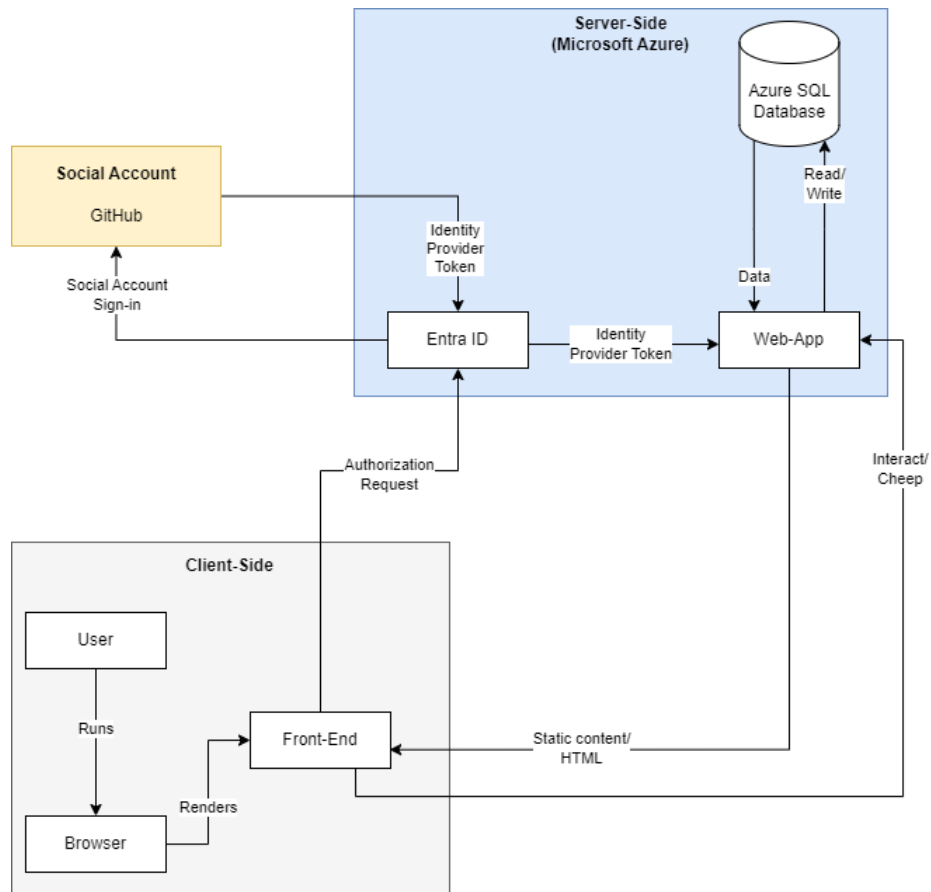 Server-Side
(Microsoft Azure)
Azure SQL
Database
Social Account
GitHub
Read/
Write
Identity
Provider
Token
Social Account
Sign-in
Data
Entra ID
Identity
Provider Token
Web-App
Authorization
Request
Interact/
Cheep
Client-Side
User
Runs
Front-End
Static content/
HTML
Renders
Browser